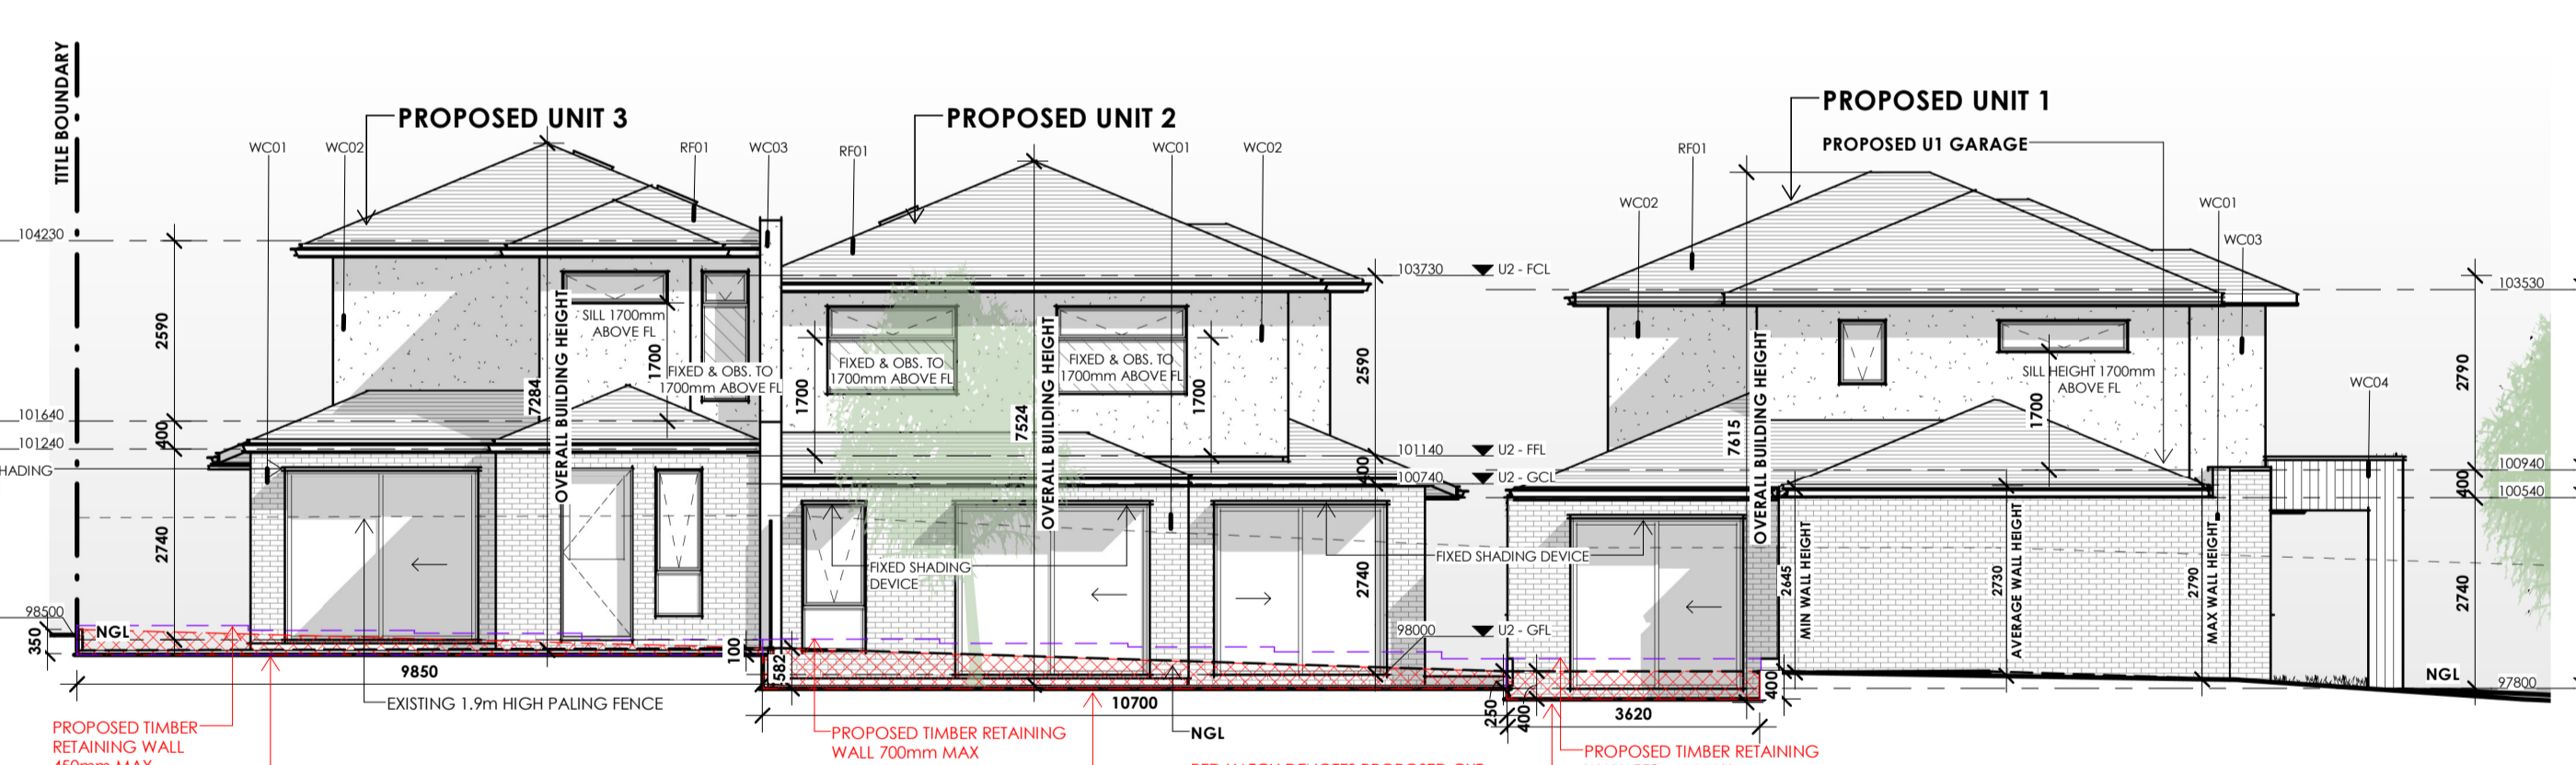 TITLE BOUNDARY
PROPOSED UNIT 3
WC01
WC02
RF01
WC03
PROPOSED UNIT 2
RF01
WC01
WC02
PROPOSED UNIT 1
PROPOSED U1 GARAGE
RF01
WC02
WC01
WC03
WC04
104230
2590
101640
400
101240
HADING
2740
98500
350
NGL
SILL 1700mm
ABOVE FL
1700
7284
OVERALL BUILDING HEIGHT
FIXED & OBS. TO
1700mm ABOVE FL
FIXED & OBS. TO
1700mm ABOVE FL
1700
7524
OVERALL BUILDING HEIGHT
FIXED & OBS. TO
1700mm ABOVE FL
1700
2590
400
2740
103730
U2 - FCL
101140
U2 - FFL
100740
U2 - GCL
98000
U2 - GFL
FIXED SHADING
DEVICE
FIXED SHADING DEVICE
7615
OVERALL BUILDING HEIGHT
SILL HEIGHT 1700mm
ABOVE FL
1700
2645
MIN WALL HEIGHT
2730
AVERAGE WALL HEIGHT
2790
MAX WALL HEIGHT
103530
2790
100940
400
100540
2740
NGL
97800
9850
100
582
10700
250
400
3620
400
EXISTING 1.9m HIGH PALING FENCE
PROPOSED TIMBER
RETAINING WALL
450mm MAX
PROPOSED TIMBER RETAINING
WALL 700mm MAX
NGL
PROPOSED TIMBER RETAINING